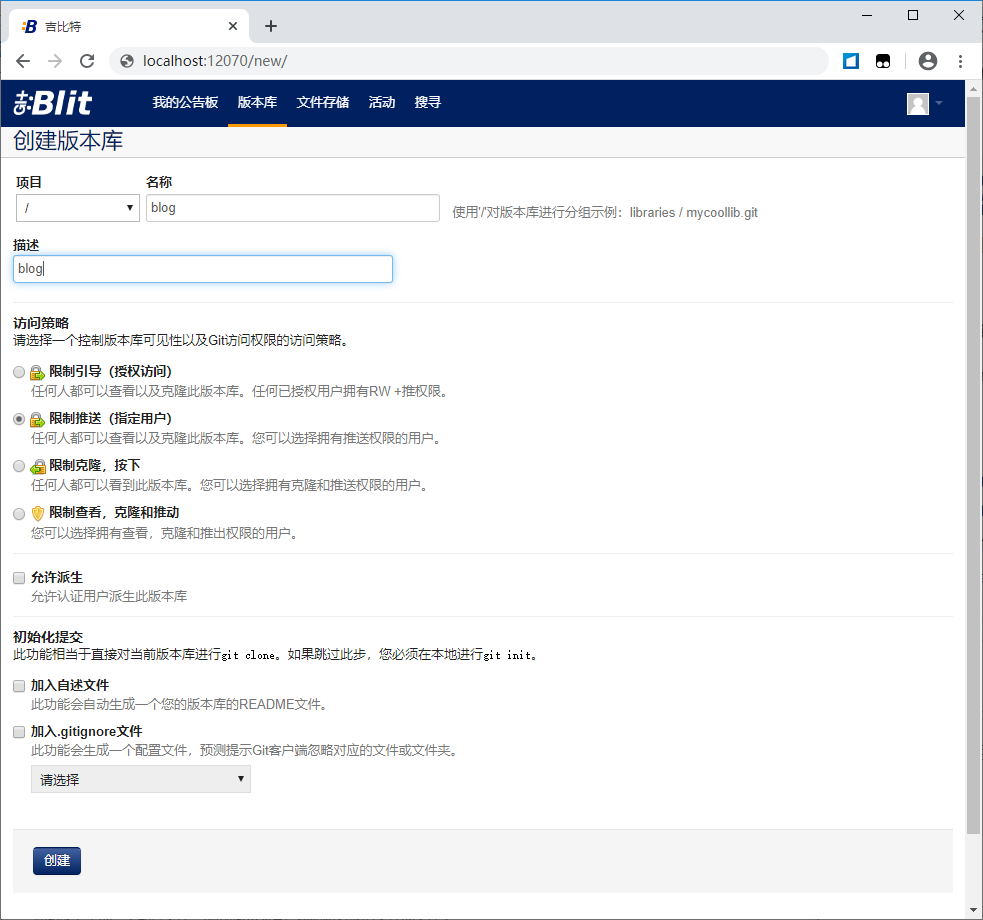 吉比特
localhost:12070/new/
吉:Blit
我的公告板 版本库 文件存储 活动 搜寻
创建版本库
项目 名称
/ blog 使用'/'对版本库进行分组示例：libraries / mycoollib.git
描述
blog
访问策略
请选择一个控制版本库可见性以及Git访问权限的访问策略。
限制引导（授权访问）
任何人都可以查看以及克隆此版本库。任何已授权用户拥有RW +推权限。
限制推送（指定用户）
任何人都可以查看以及克隆此版本库。您可以选择拥有推送权限的用户。
限制克隆，按下
任何人都可以看到此版本库。您可以选择拥有克隆和推送权限的用户。
限制查看，克隆和推动
您可以选择拥有查看，克隆和推出权限的用户。
允许派生
允许认证用户派生此版本库
初始化提交
此功能相当于直接对当前版本库进行git clone。如果跳过此步，您必须在本地进行git init。
加入自述文件
此功能会自动生成一个您的版本库的README文件。
加入.gitignore文件
此功能会生成一个配置文件，预测提示Git客户端忽略对应的文件或文件夹。
请选择
创建